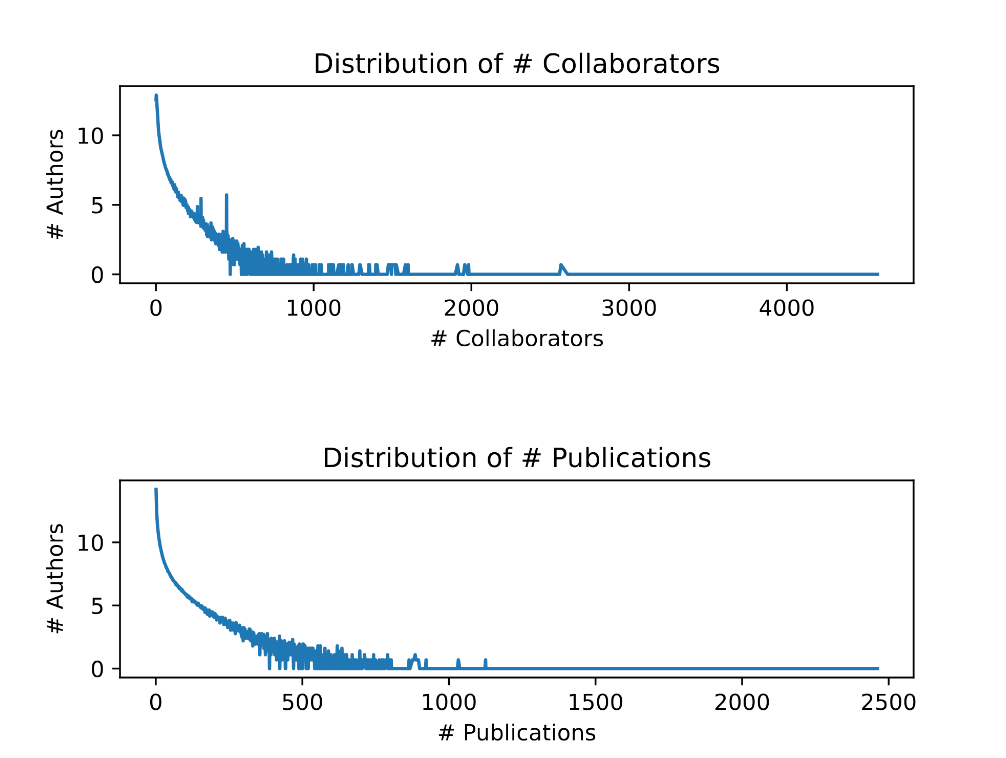 Distribution of # Collaborators
# Authors
10
5
0
0 1000 2000 3000 4000
# Collaborators
Distribution of # Publications
# Authors
10
5
0
0 500 1000 1500 2000 2500
# Publications